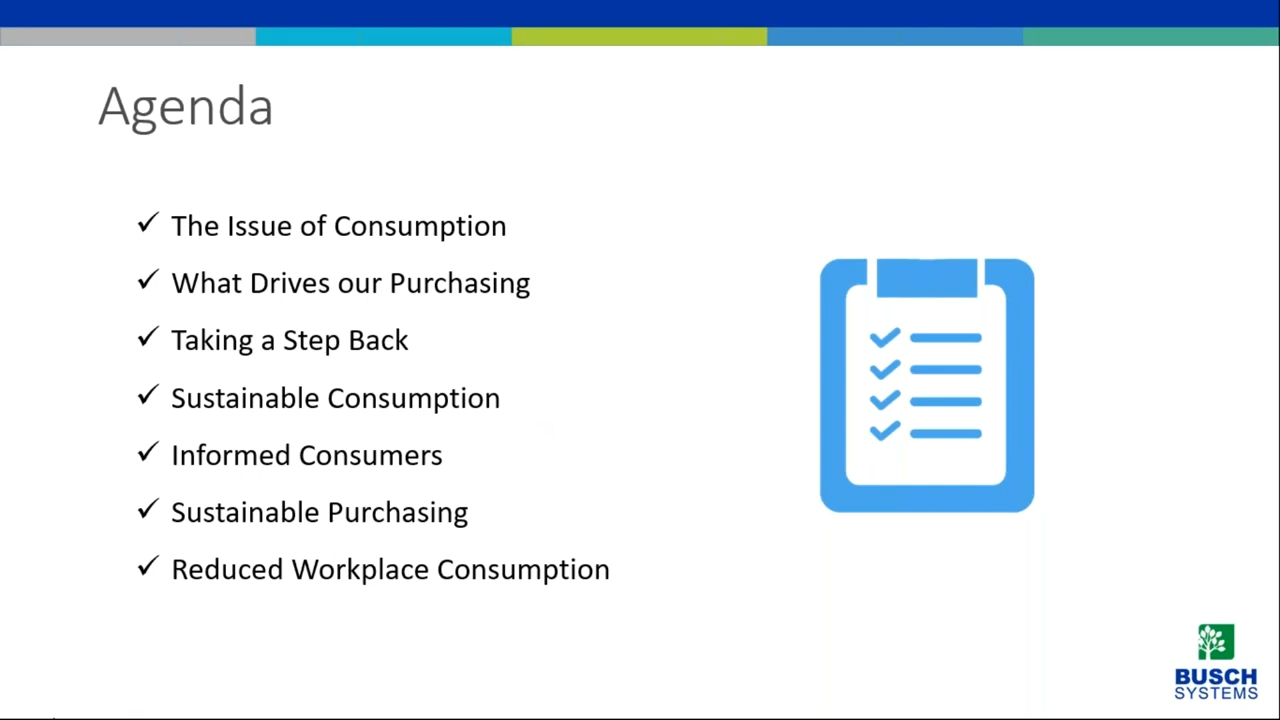 Agenda
✓ The Issue of Consumption
✓ What Drives our Purchasing
✓ Taking a Step Back
✓ Sustainable Consumption
✓ Informed Consumers
✓ Sustainable Purchasing
✓ Reduced Workplace Consumption
BUSCH
SYSTEMS